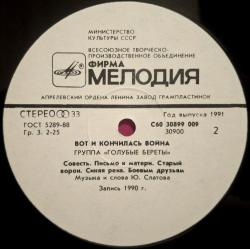 МИНИСТЕРСТВО
КУЛЬТУРЫ СССР
ВСЕСОЮЗНОЕ ТВОРЧЕСКО-
ПРОИЗВОДСТВЕННОЕ ОБЪЕДИНЕНИЕ
ФИРМА
МЕЛОДИЯ
АПРЕЛЕВСКИЙ ОРДЕНА ЛЕНИНА ЗАВОД ГРАМПЛАСТИНОК
СТЕРЕО 33
Год выпуска 1991
ГОСТ 5289-88
С60 30899 009
Гр. 3. 2-25
30900
2
ВОТ И КОНЧИЛАСЬ ВОЙНА
ГРУППА «ГОЛУБЫЕ БЕРЕТЫ»
Совесть. Письмо к матери. Старый
ворон. Синяя река. Боевым друзьям
Музыка и слова Ю. Слатова
Запись 1990 г.